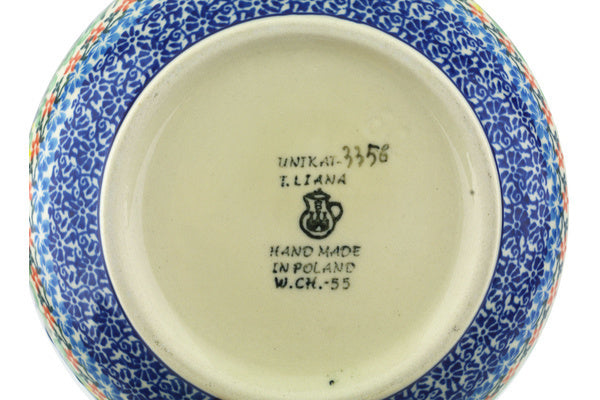 UNIKAT-3356
T.LIANA
HAND MADE
IN POLAND
W.CH.-55